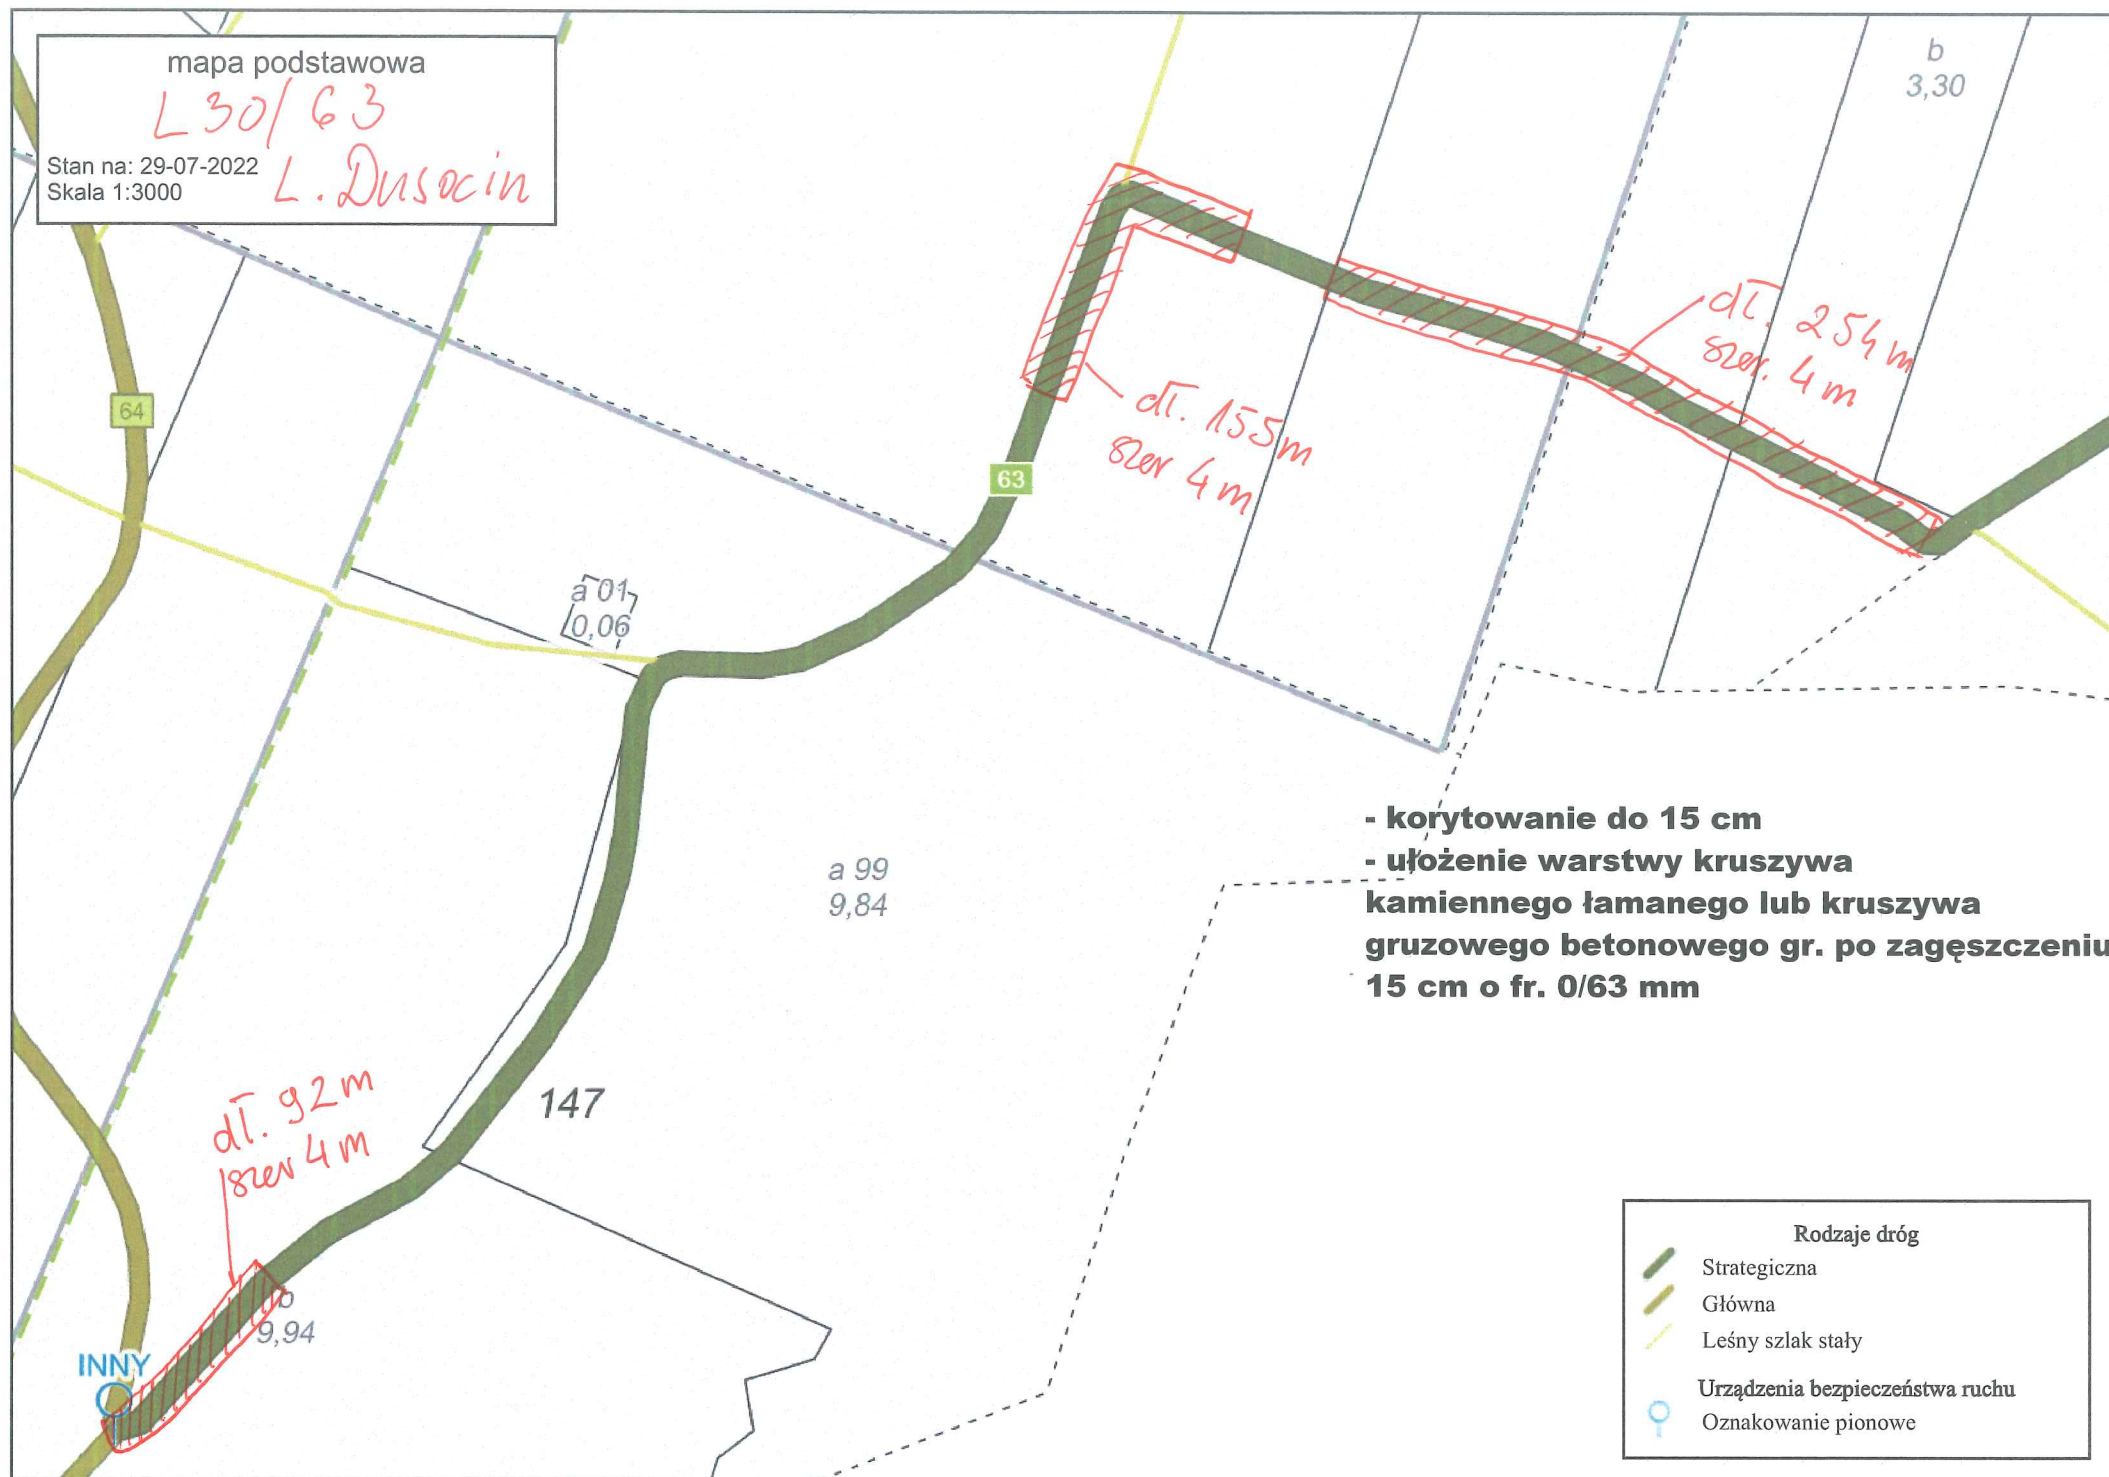 mapa podstawowa
L 30/63
Stan na: 29-07-2022
L. Dusocin
Skala 1:3000
b
3,30
dł. 254 m
szer. 4 m
64
dł. 155 m
szer 4 m
63
a 01
0,06
- korytowanie do 15 cm
- ułożenie warstwy kruszywa
kamiennego łamanego lub kruszywa
gruzowego betonowego gr. po zagęszczeniu
15 cm o fr. 0/63 mm
a 99
9,84
147
dł. 92 m
szer 4 m
b
9,94
INNY
Rodzaje dróg
Strategiczna
Główna
Leśny szlak stały
Urządzenia bezpieczeństwa ruchu
Oznakowanie pionowe